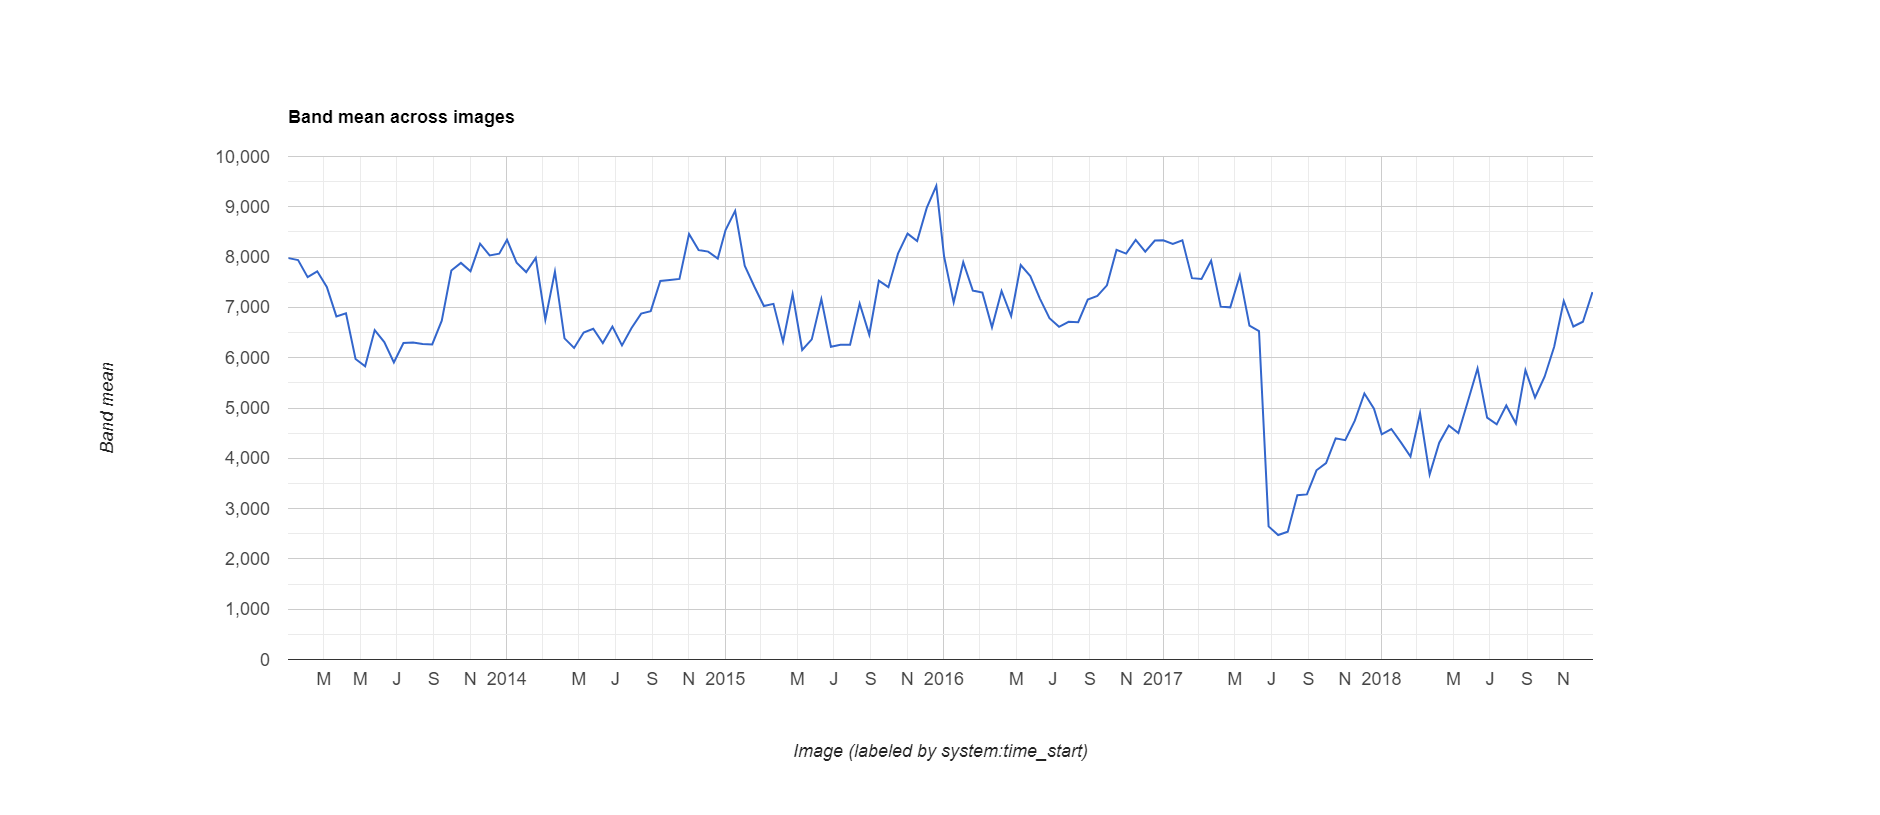 Band mean across images
10,000
9,000
8,000
7,000
6,000
5,000
4,000
3,000
2,000
1,000
0
Band mean
M M J S N 2014 M J S N 2015 M J S N 2016 M J S N 2017 M J S N 2018 M J S N
Image (labeled by system:time_start)